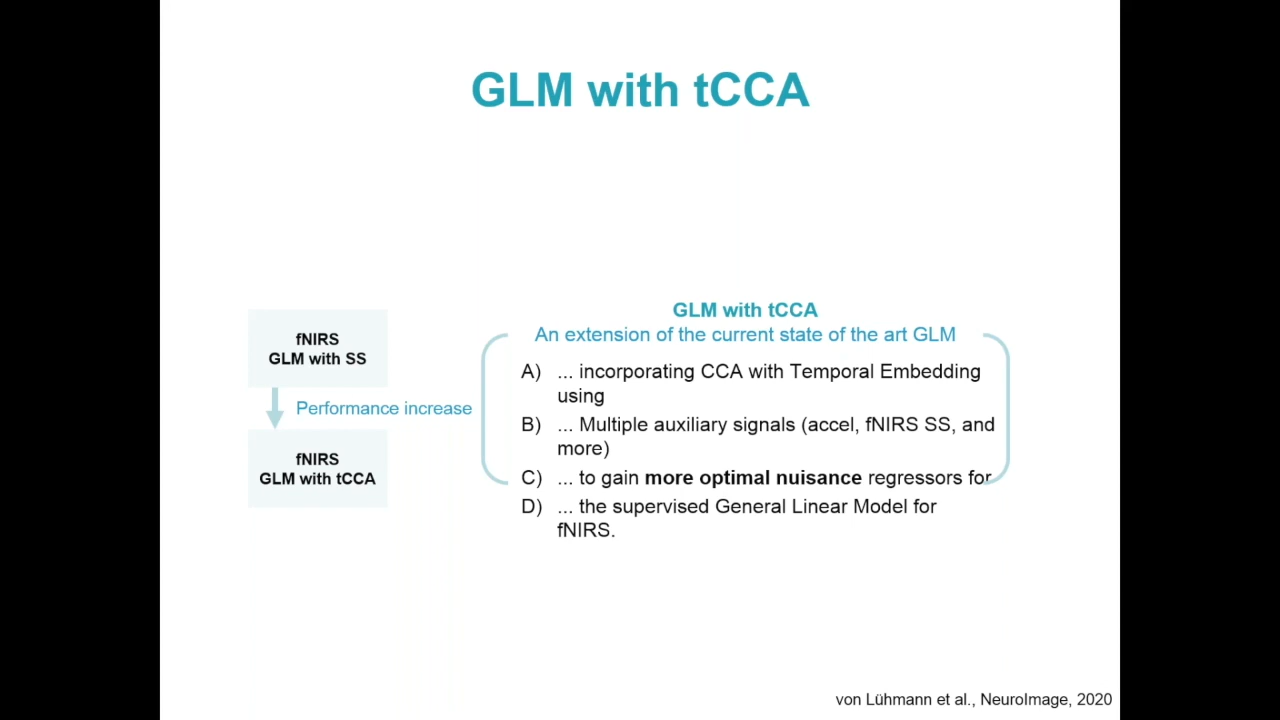 GLM with tCCA
fNIRS
GLM with SS
Performance increase
fNIRS
GLM with tCCA
GLM with tCCA
An extension of the current state of the art GLM
A) ... incorporating CCA with Temporal Embedding
using
B) ... Multiple auxiliary signals (accel, fNIRS SS, and
more)
C) ... to gain more optimal nuisance regressors for
D) ... the supervised General Linear Model for
fNIRS.
von Lühmann et al., NeuroImage, 2020